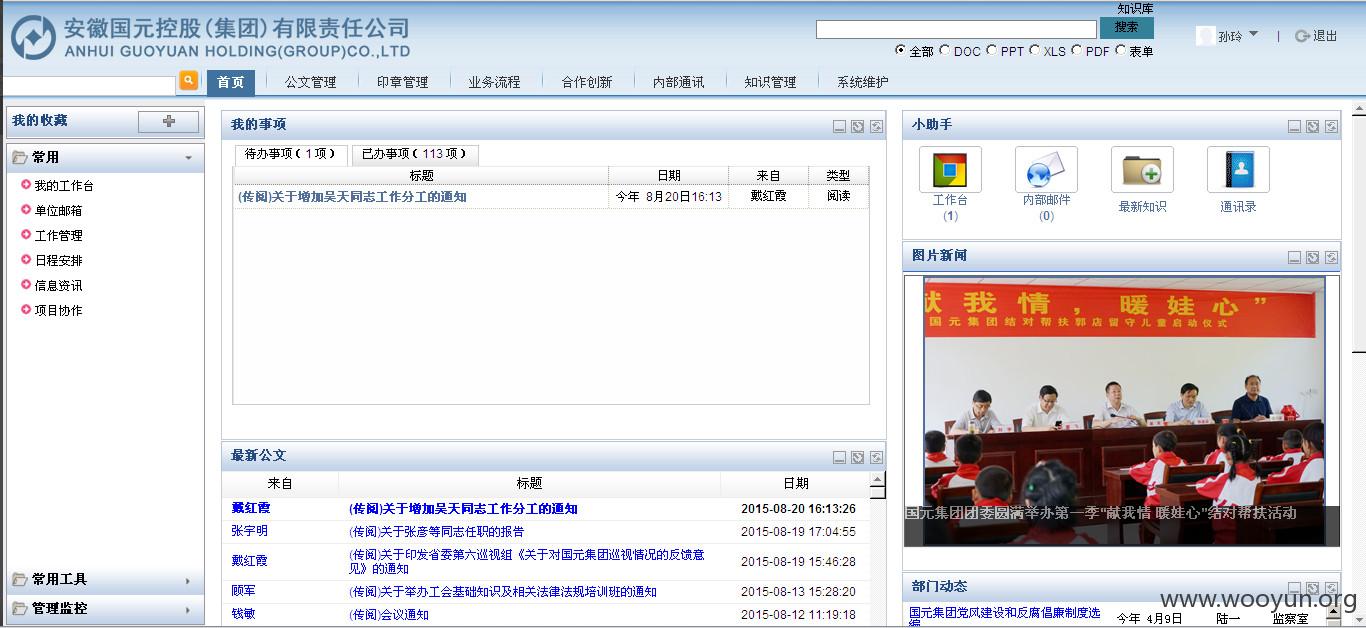 安徽国元控股(集团)有限责任公司
ANHUI GUOYUAN HOLDING(GROUP)CO.,LTD
知识库
搜索
全部 DOC PPT XLS PDF 表单
孙玲
退出
首页 公文管理 印章管理 业务流程 合作创新 内部通讯 知识管理 系统维护
我的收藏
常用
我的工作台
单位邮箱
工作管理
日程安排
信息资讯
项目协作
常用工具
管理监控
我的事项
待办事项( 1 项) 已办事项( 113 项)
标题 日期 来自 类型
(传阅)关于增加吴天同志工作分工的通知 今年 8月20日16:13 戴红霞 阅读
最新公文
来自 标题 日期
戴红霞 (传阅)关于增加吴天同志工作分工的通知 2015-08-20 16:13:26
张宇明 (传阅)关于张彦等同志任职的报告 2015-08-19 17:04:55
戴红霞 (传阅)关于印发省委第六巡视组《关于对国元集团巡视情况的反馈意
见》的通知 2015-08-19 15:46:28
顾军 (传阅)关于举办工会基础知识及相关法律法规培训班的通知 2015-08-13 15:28:20
钱敏 (传阅)会议通知 2015-08-12 11:19:18
小助手
工作台
(1)
内部邮件
(0)
最新知识
通讯录
图片新闻
献我情，暖娃心”
国元集团结对帮扶郭店留守儿童启动仪式
国元集团团委圆满举办第一季“献我情 暖娃心”结对帮扶活动
部门动态
国元集团党风建设和反腐倡廉制度选
编 今年 4月9日 陆一 监察室
www.wooyun.org